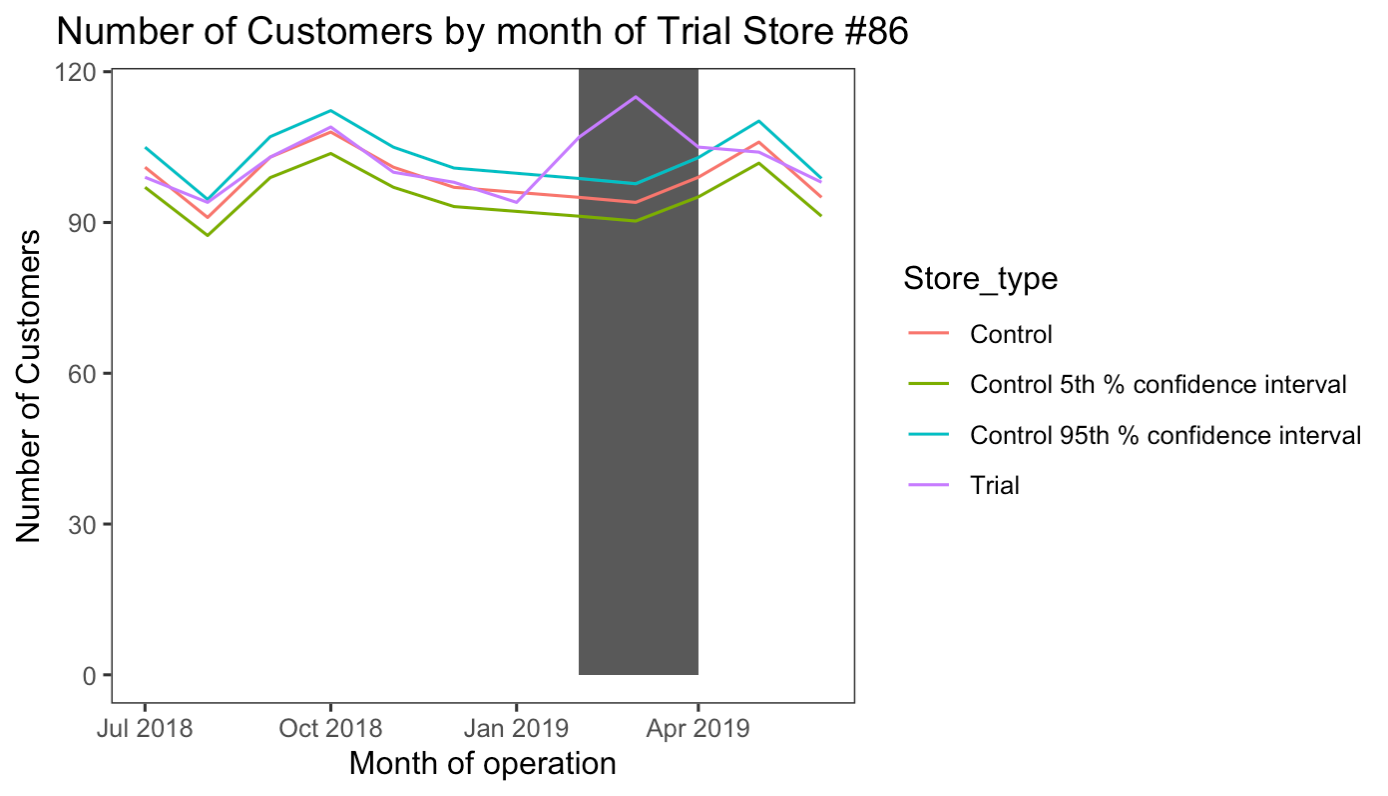 Number of Customers by month of Trial Store #86
Number of Customers
120
90
60
30
0
Jul 2018 Oct 2018 Jan 2019 Apr 2019
Month of operation
Store_type
Control
Control 5th % confidence interval
Control 95th % confidence interval
Trial